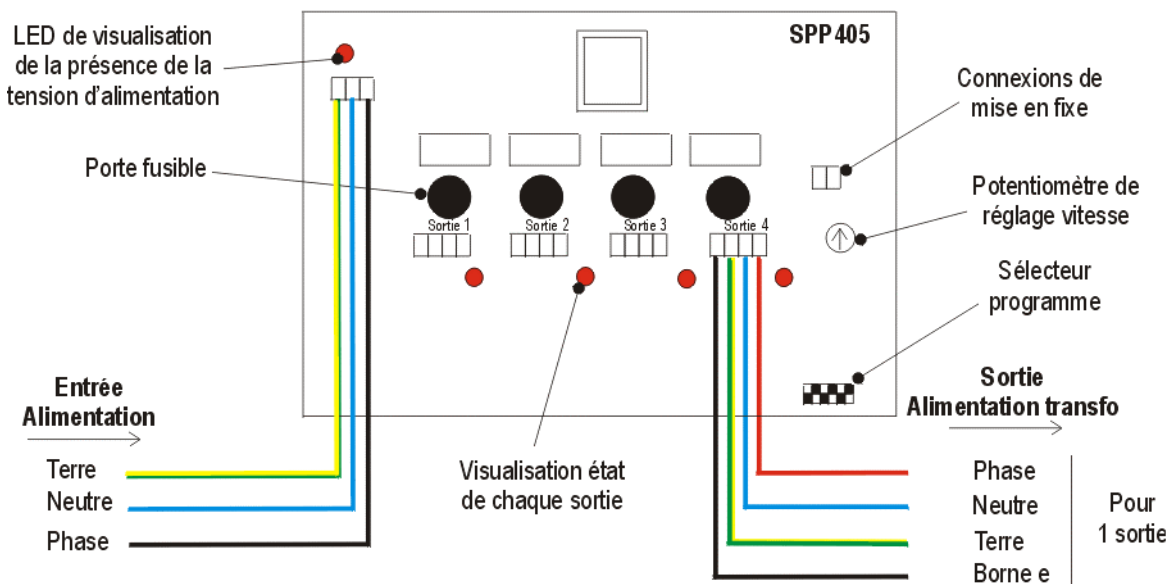 LED de visualisation
de la présence de la
tension d'alimentation
SPP405
Connexions de
mise en fixe
Porte fusible
Potentiomètre de
réglage vitesse
Sortie 1
Sortie 2
Sortie 3
Sortie 4
Sélecteur
programme
Entrée
Alimentation
Sortie
Alimentation transfo
Terre
Neutre
Phase
Visualisation état
de chaque sortie
Phase
Neutre
Terre
Borne e
Pour
1 sortie